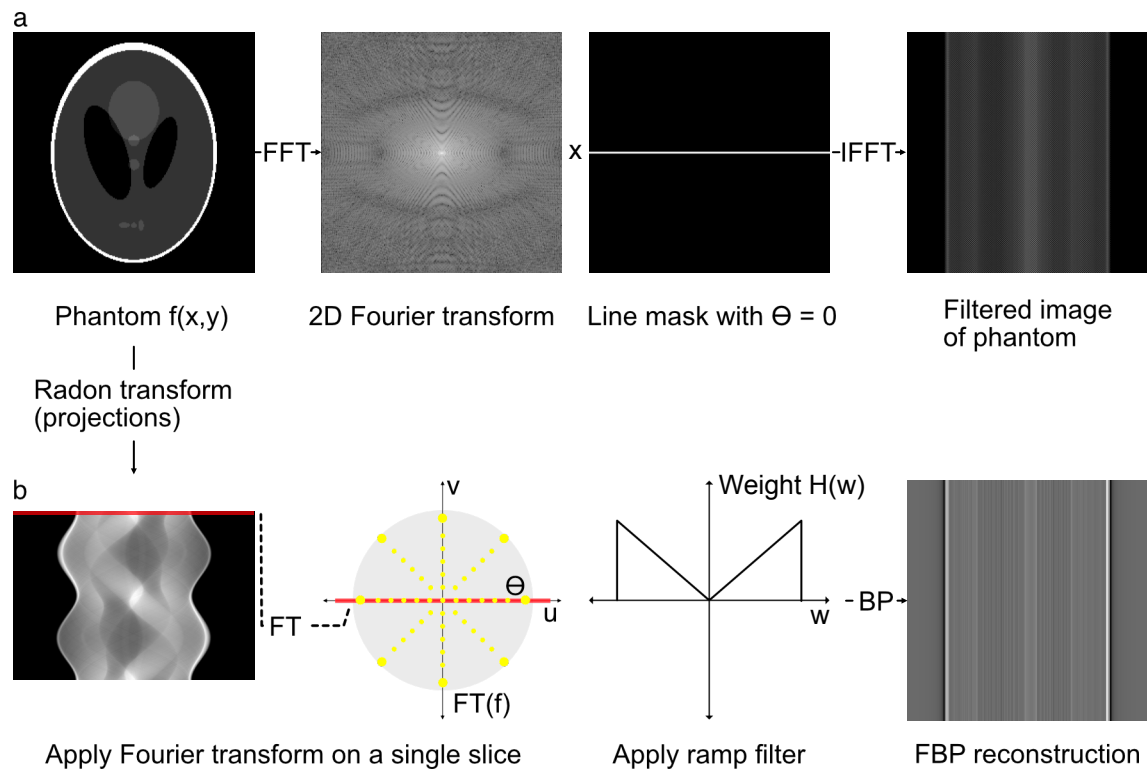 a
FFT
x
IFFT
Phantom f(x,y)
2D Fourier transform
Line mask with Ɵ = 0
Filtered image
of phantom
Radon transform
(projections)
b
v
Ɵ
u
FT
FT(f)
Weight H(w)
w
BP
Apply Fourier transform on a single slice
Apply ramp filter
FBP reconstruction